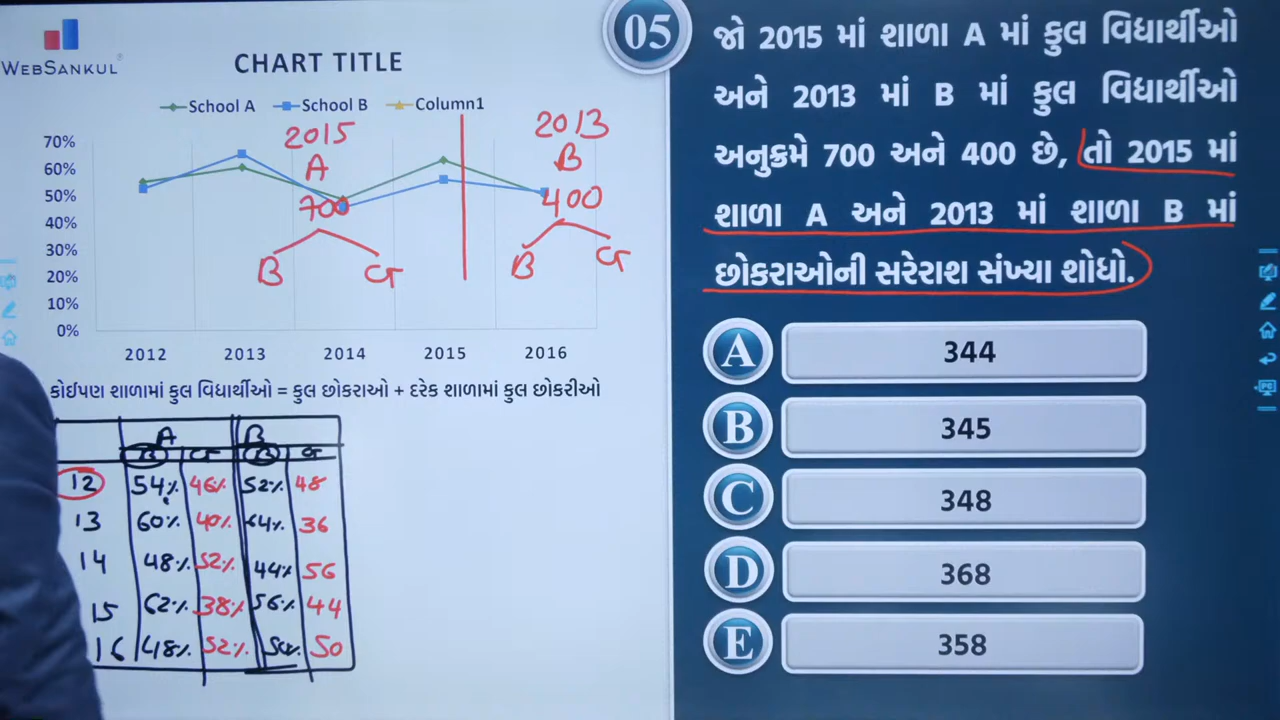 WEBSANKUL
CHART TITLE
School A School B Column1
70%
60%
50%
40%
30%
20%
10%
0%
2012 2013 2014 2015 2016
2015
A
700
B G
2013
B
400
B G
કોઈપણ શાળામાં કુલ વિદ્યાર્થીઓ = કુલ છોકરાઓ + દરેક શાળામાં કુલ છોકરીઓ
A B
B G B G
12 54% 46% 52% 48
13 60% 40% 64% 36
14 48% 52% 44% 56
15 62% 38% 56% 44
16 48% 52% 50% 50
05
જો 2015 માં શાળા A માં કુલ વિદ્યાર્થીઓ
અને 2013 માં B માં કુલ વિદ્યાર્થીઓ
અનુક્રમે 700 અને 400 છે, તો 2015 માં
શાળા A અને 2013 માં શાળા B માં
છોકરાઓની સરેરાશ સંખ્યા શોધો.
A 344
B 345
C 348
D 368
E 358